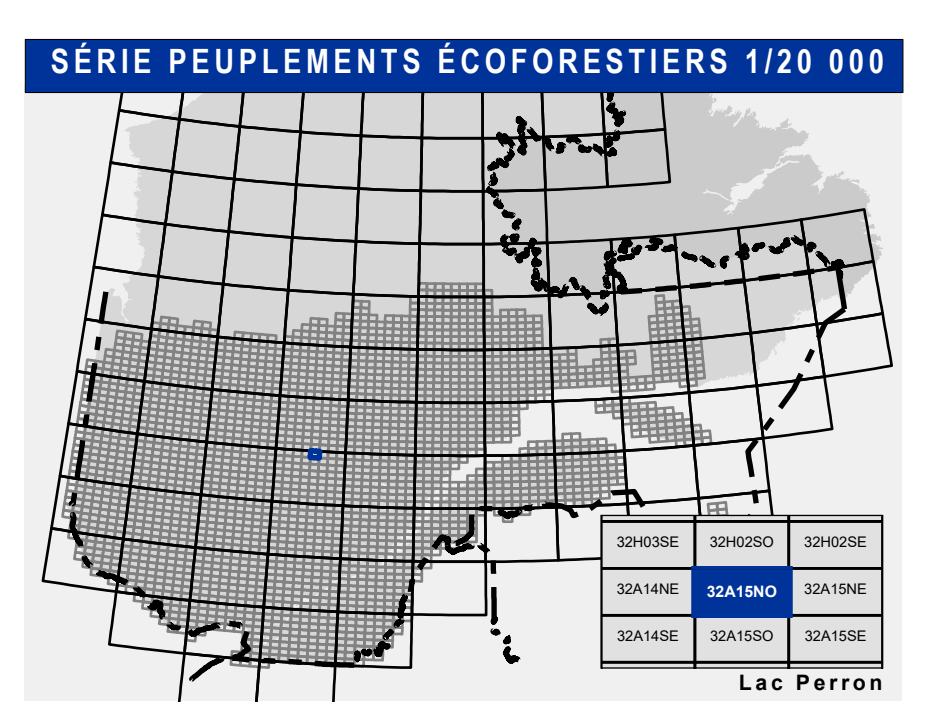 SÉRIE PEUPLEMENTS ÉCOFORESTIERS 1/20 000
32H03SE 32H02SO 32H02SE
32A14NE 32A15NO 32A15NE
32A14SE 32A15SO 32A15SE
Lac Perron